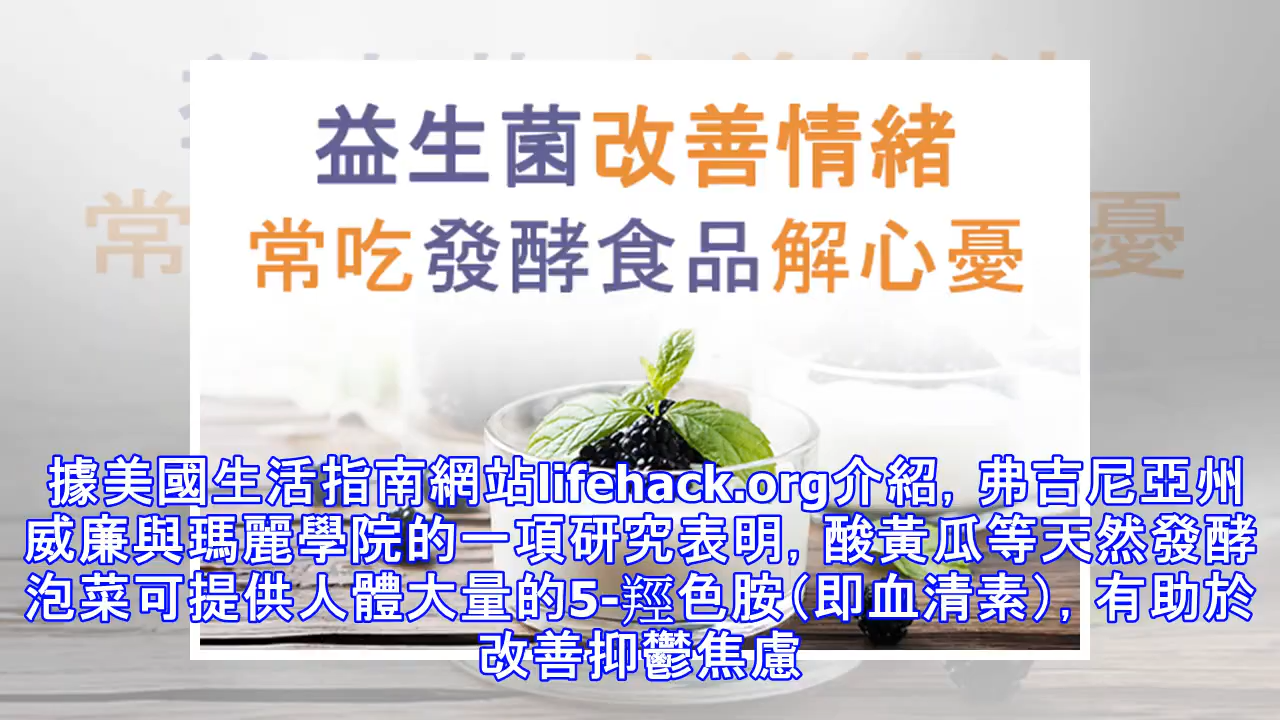 益生菌改善情緒
常吃發酵食品解心憂
據美國生活指南網站lifehack.org介紹, 弗吉尼亞州
威廉與瑪麗學院的一項研究表明, 酸黃瓜等天然發酵
泡菜可提供人體大量的5-羥色胺(即血清素), 有助於
改善抑鬱焦慮